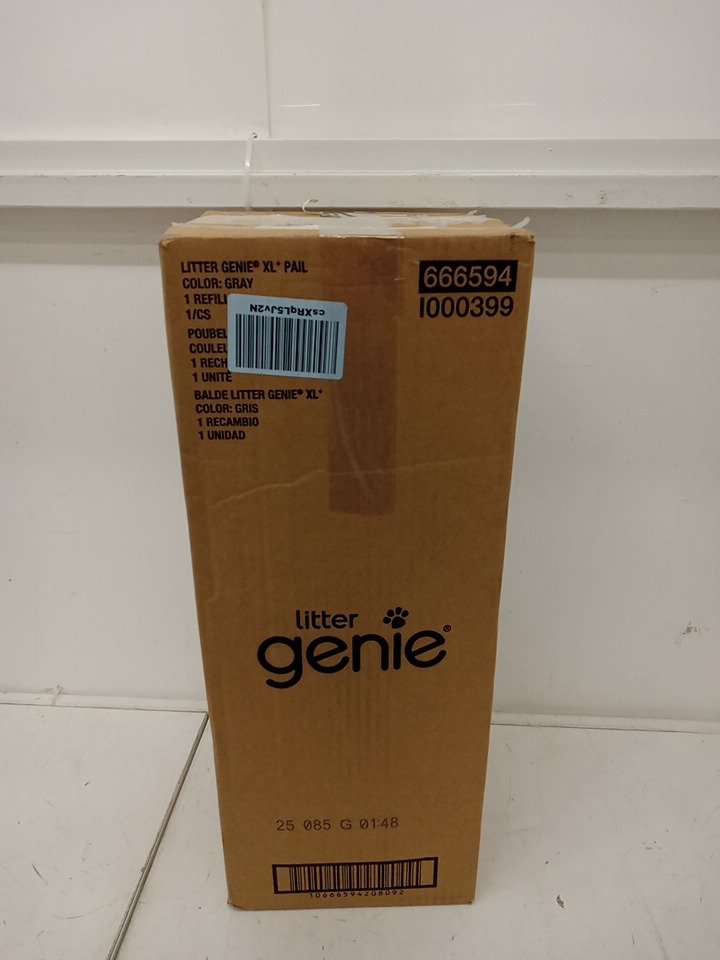 LITTER GENIE® XL⁺ PAIL
COLOR: GRAY
1 REFILL
1/CS
csXRqL5Jv2N
1 UNITÉ
BALDE LITTER GENIE® XL⁺
COLOR: GRIS
1 RECAMBIO
1 UNIDAD
666594
I000399
litter
genie®
25 085 G 01:48
10666594208092